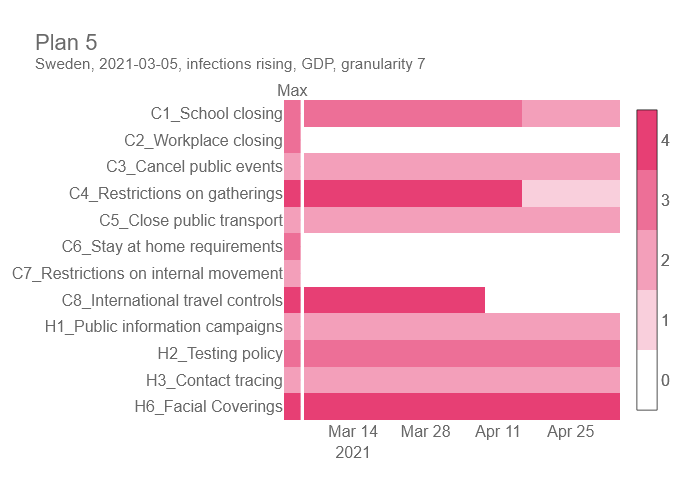 Plan 5
Sweden, 2021-03-05, infections rising, GDP, granularity 7
Max
C1_School closing
C2_Workplace closing
C3_Cancel public events
C4_Restrictions on gatherings
C5_Close public transport
C6_Stay at home requirements
C7_Restrictions on internal movement
C8_International travel controls
H1_Public information campaigns
H2_Testing policy
H3_Contact tracing
H6_Facial Coverings
Mar 14 Mar 28 Apr 11 Apr 25
2021
4
3
2
1
0